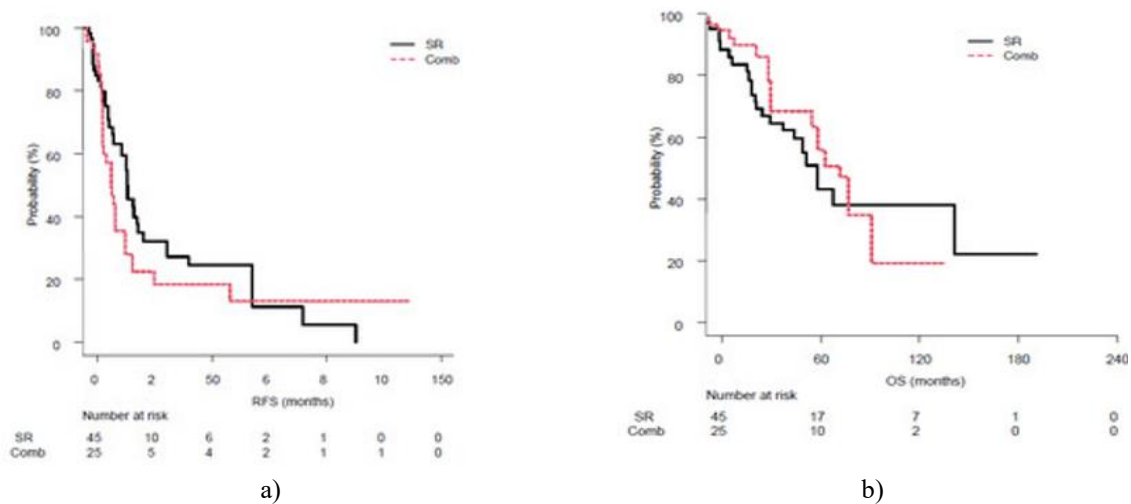 100
80
60
40
20
0
Probability (%)
SR
Comb
0 2 50 6 8 10 150
RFS (months)
Number at risk
SR 45 10 6 2 1 0 0
Comb 25 5 4 2 1 1 0
a)
100
80
60
40
20
0
Probability (%)
SR
Comb
0 60 120 180 240
OS (months)
Number at risk
SR 45 17 7 1 0
Comb 25 10 2 0 0
b)